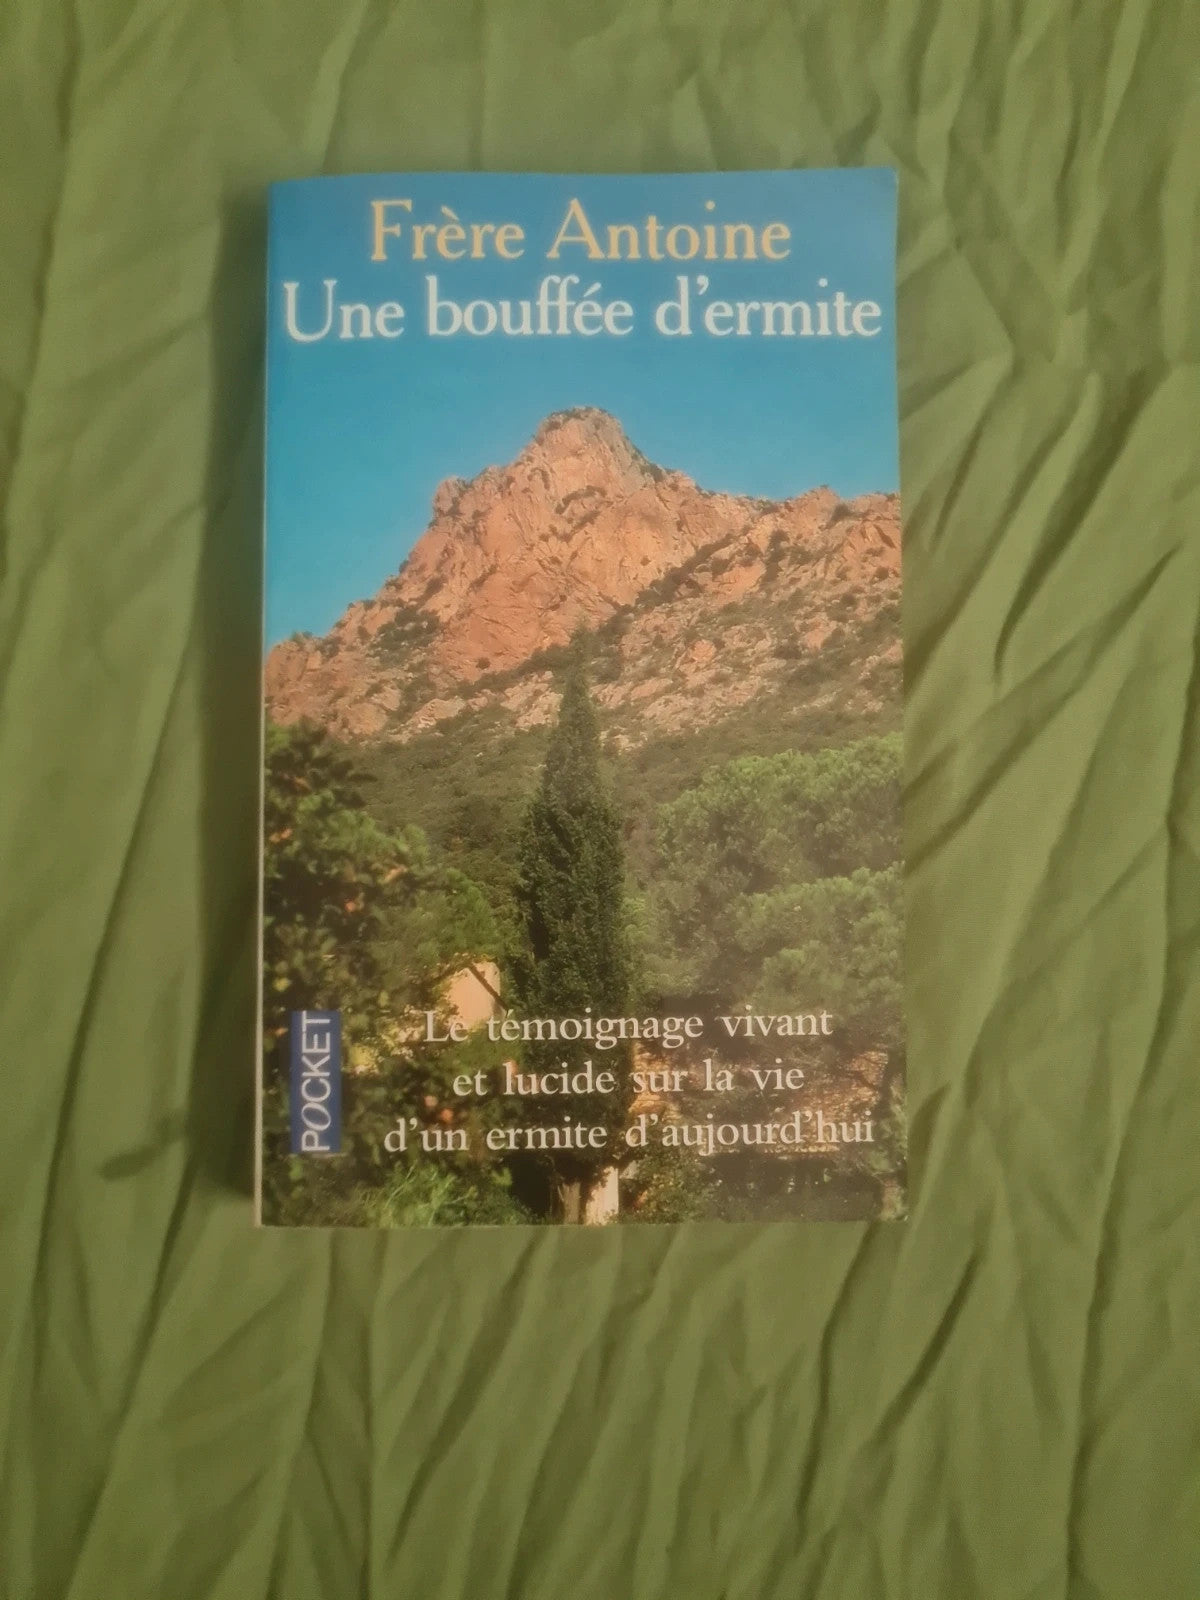 Frère Antoine
Une bouffée d'ermite
Le témoignage vivant
et lucide sur la vie
d'un ermite d'aujourd'hui
POCKET